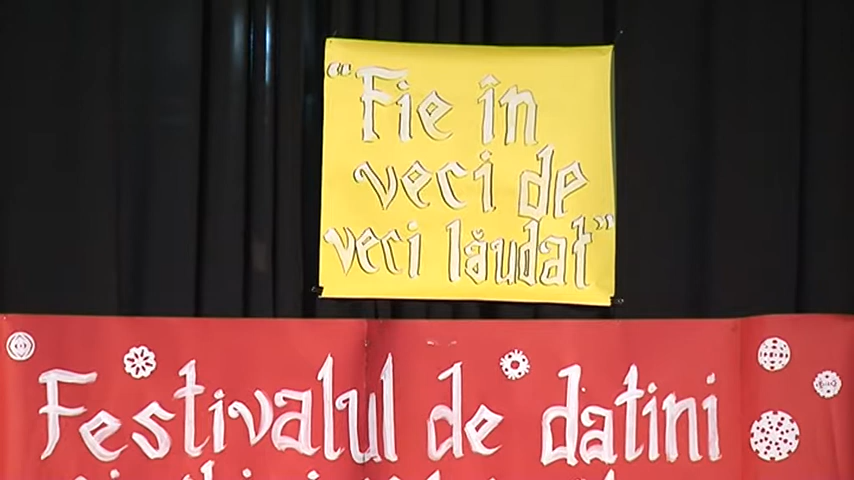 “Fie în
veci de
veci lăudat”
Festivalul de datini